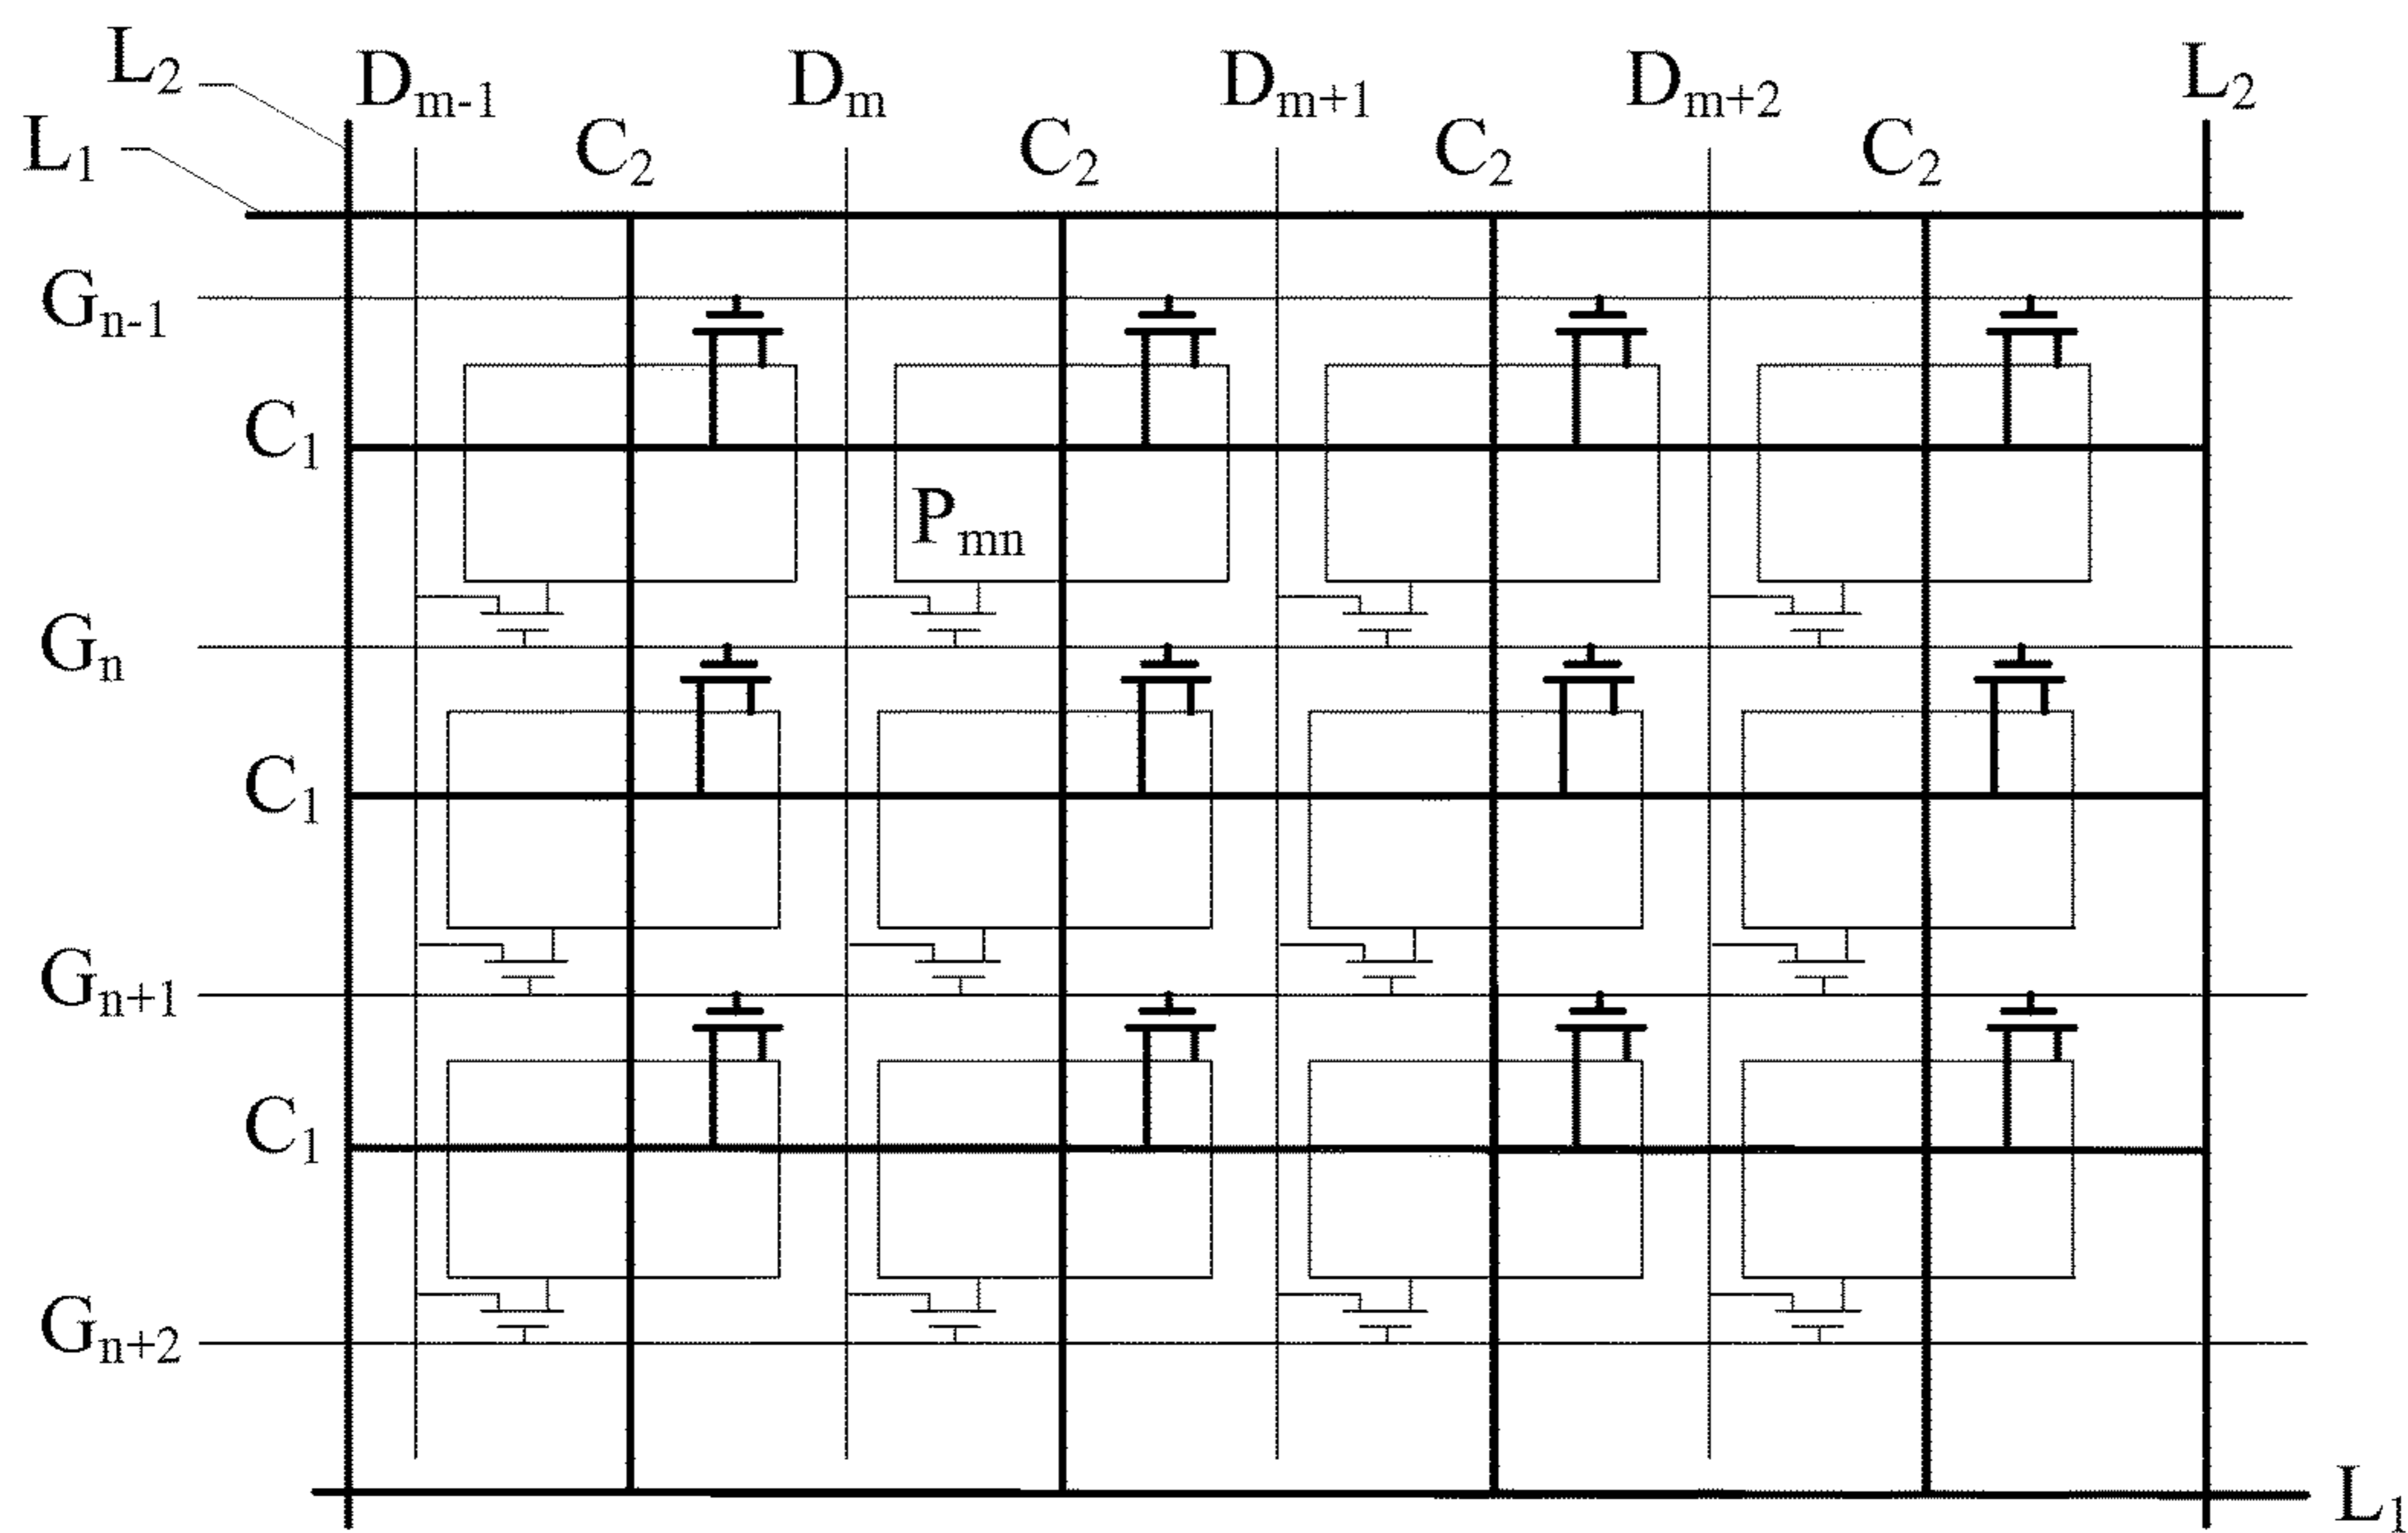 L₂ Dₘ₋₁ Dₘ Dₘ₊₁ Dₘ₊₂ L₂
L₁ C₂ C₂ C₂ C₂
Gₙ₋₁
C₁
Pₘₙ
Gₙ
C₁
Gₙ₊₁
C₁
Gₙ₊₂
L₁